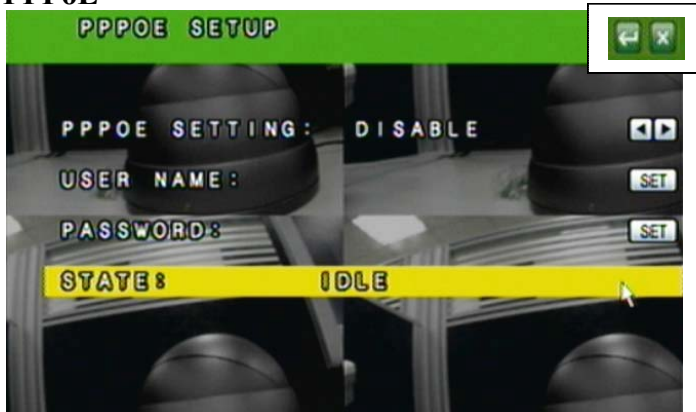 PPPOE SETUP
PPPOE SETTING: DISABLE
USER NAME: SET
PASSWORD: SET
STATE: IDLE